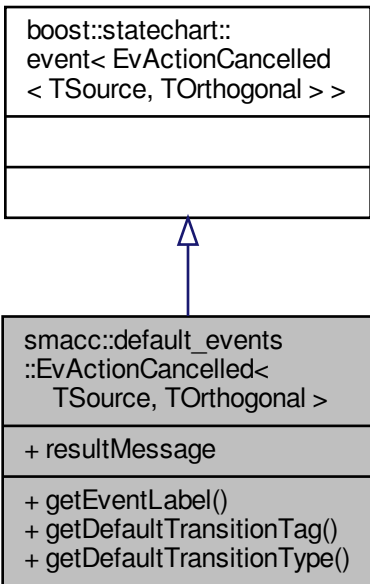 boost::statechart::
event< EvActionCancelled
< TSource, TOrthogonal > >
smacc::default_events
::EvActionCancelled<
TSource, TOrthogonal >
+ resultMessage
+ getEventLabel()
+ getDefaultTransitionTag()
+ getDefaultTransitionType()